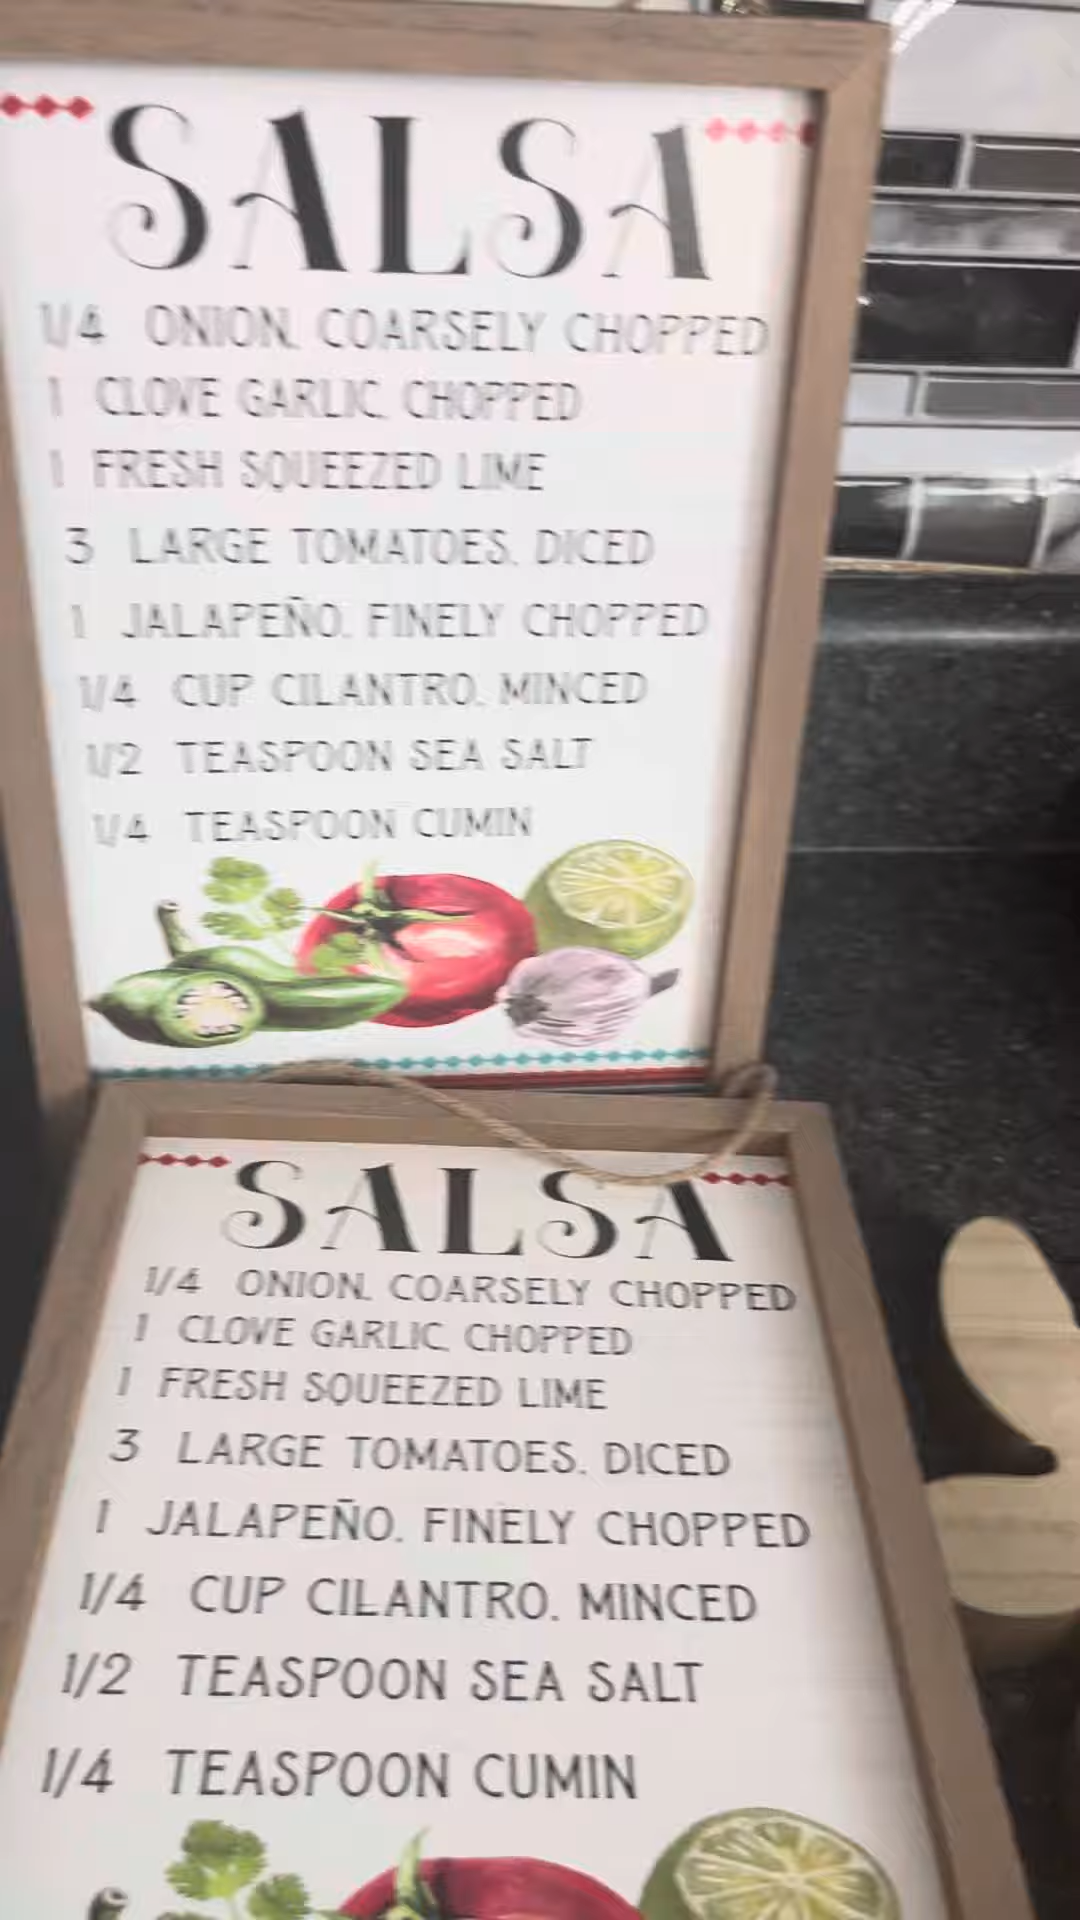 SALSA
1/4 ONION, COARSELY CHOPPED
1 CLOVE GARLIC, CHOPPED
1 FRESH SQUEEZED LIME
3 LARGE TOMATOES, DICED
1 JALAPEÑO, FINELY CHOPPED
1/4 CUP CILANTRO, MINCED
1/2 TEASPOON SEA SALT
1/4 TEASPOON CUMIN
SALSA
1/4 ONION, COARSELY CHOPPED
1 CLOVE GARLIC, CHOPPED
1 FRESH SQUEEZED LIME
3 LARGE TOMATOES, DICED
1 JALAPEÑO, FINELY CHOPPED
1/4 CUP CILANTRO, MINCED
1/2 TEASPOON SEA SALT
1/4 TEASPOON CUMIN